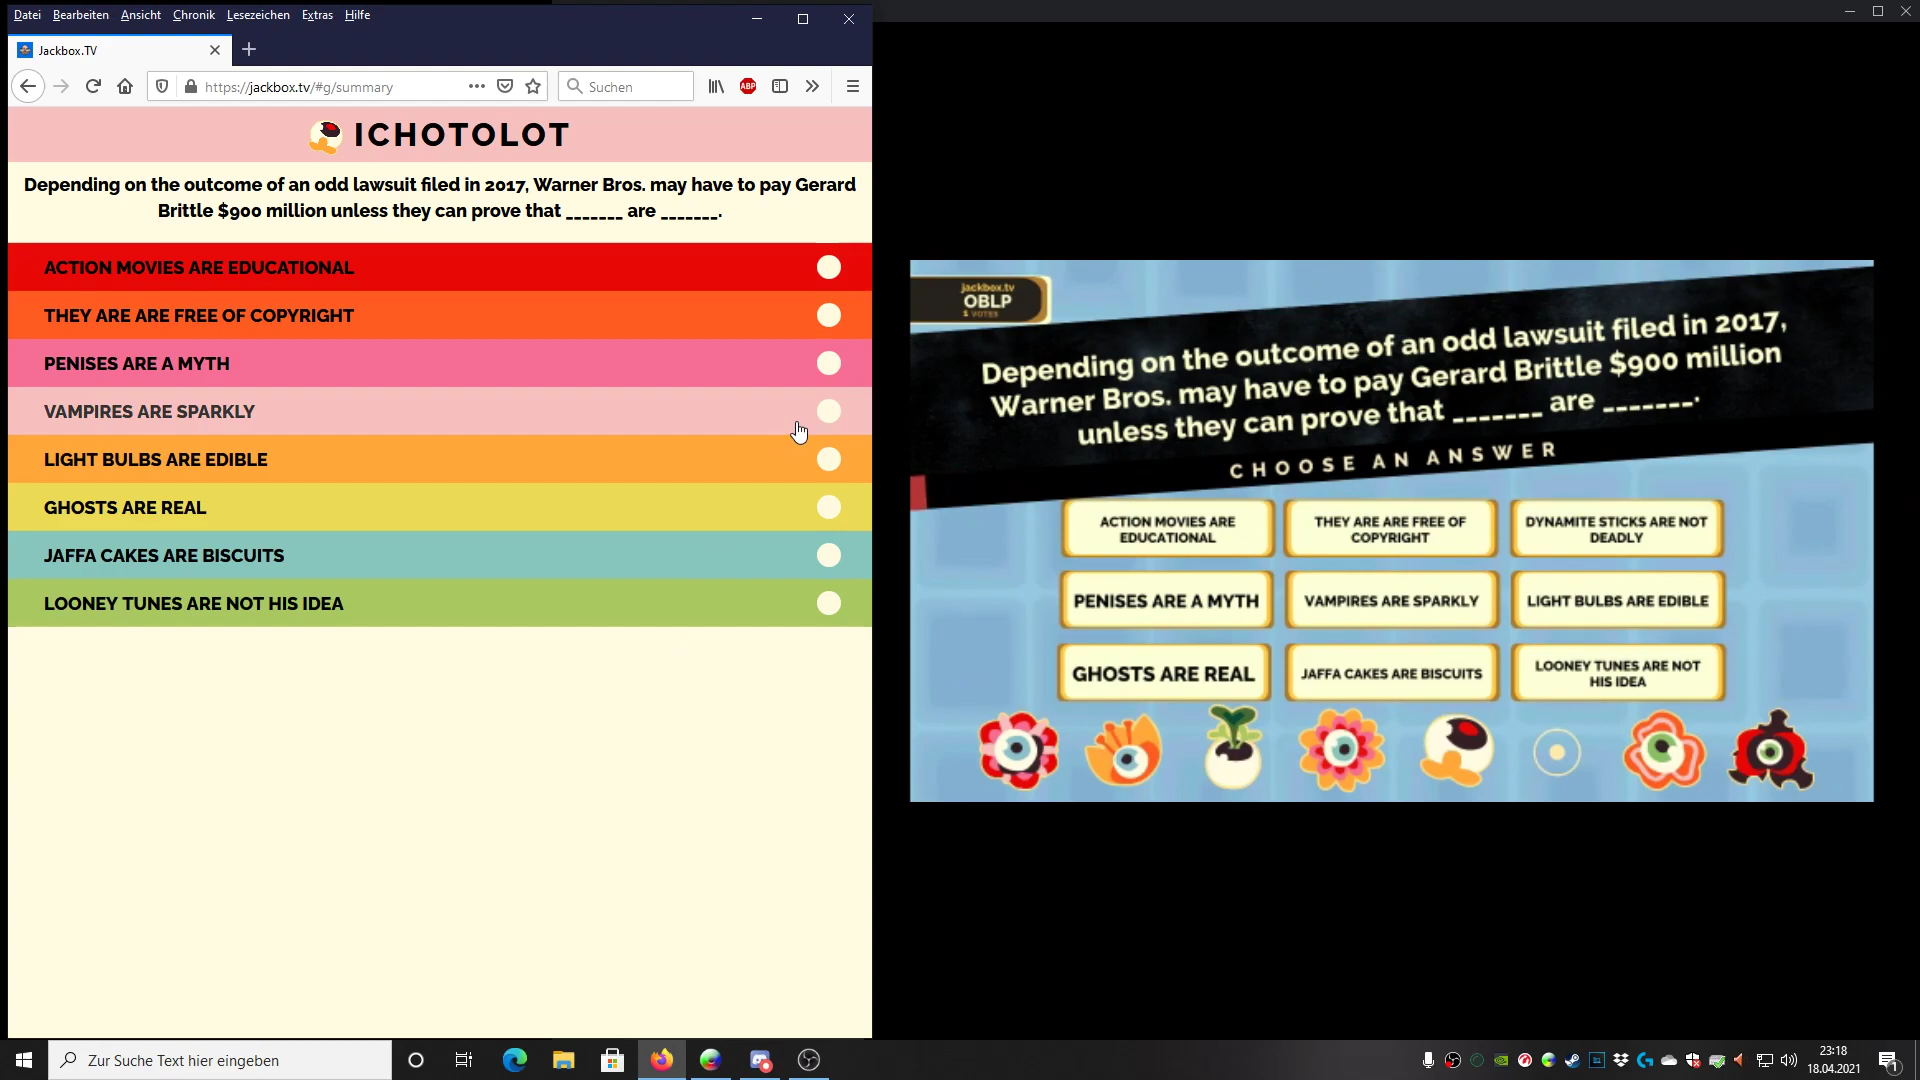 Datei Bearbeiten Ansicht Chronik Lesezeichen Extras Hilfe
Jackbox.TV
https://jackbox.tv/#g/summary
Suchen
ABP
ICHOTOLOT
Depending on the outcome of an odd lawsuit filed in 2017, Warner Bros. may have to pay Gerard
Brittle $900 million unless they can prove that _______ are _______.
ACTION MOVIES ARE EDUCATIONAL
THEY ARE ARE FREE OF COPYRIGHT
PENISES ARE A MYTH
VAMPIRES ARE SPARKLY
LIGHT BULBS ARE EDIBLE
GHOSTS ARE REAL
JAFFA CAKES ARE BISCUITS
LOONEY TUNES ARE NOT HIS IDEA
jackbox.tv
OBLP
1 VOTES
Depending on the outcome of an odd lawsuit filed in 2017,
Warner Bros. may have to pay Gerard Brittle $900 million
unless they can prove that _______ are _______.
CHOOSE AN ANSWER
ACTION MOVIES ARE
EDUCATIONAL
THEY ARE ARE FREE OF
COPYRIGHT
DYNAMITE STICKS ARE NOT
DEADLY
PENISES ARE A MYTH
VAMPIRES ARE SPARKLY
LIGHT BULBS ARE EDIBLE
GHOSTS ARE REAL
JAFFA CAKES ARE BISCUITS
LOONEY TUNES ARE NOT
HIS IDEA
Zur Suche Text hier eingeben
23:18
18.04.2021
1